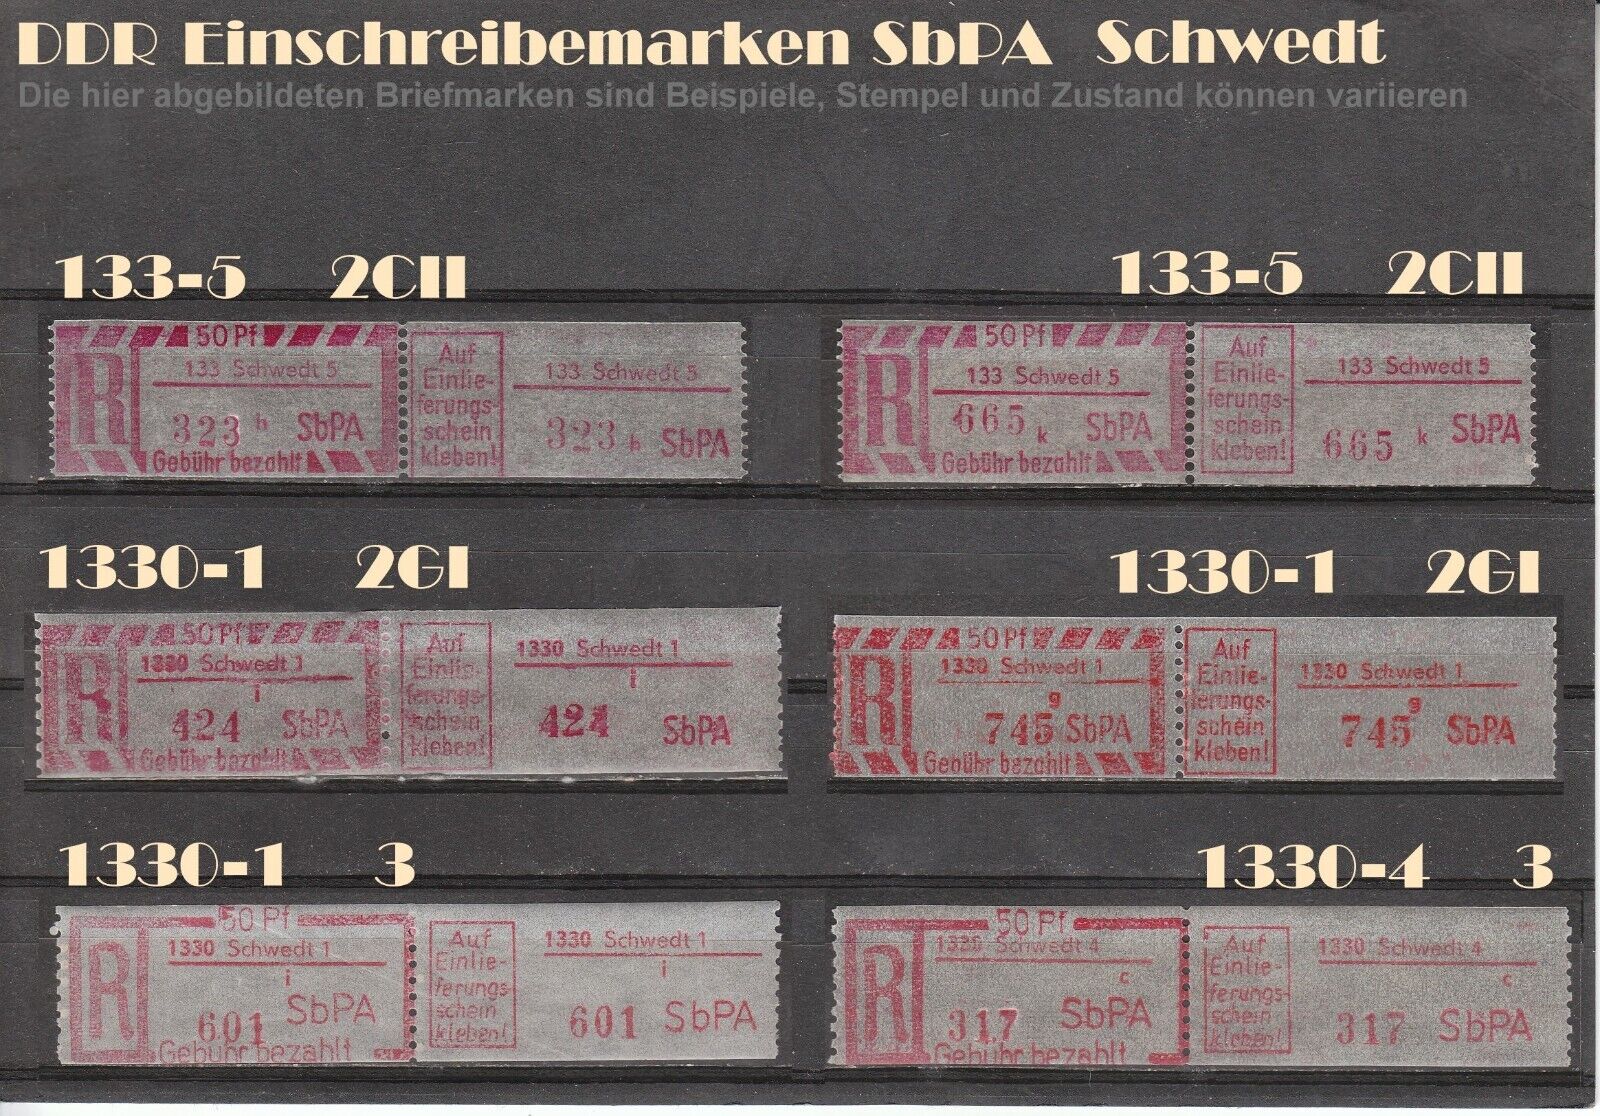 DDR Einschreibemarken SbPA Schwedt
Die hier abgebildeten Briefmarken sind Beispiele, Stempel und Zustand können variieren
133-5 2CII
50 Pf
R
133 Schwedt 5
323 h SbPA
Gebühr bezahlt
Auf
Einlie-
ferungs-
schein
kleben!
133 Schwedt 5
323 h SbPA
133-5 2CII
50 Pf
R
133 Schwedt 5
665 k SbPA
Gebühr bezahlt
Auf
Einlie-
ferungs-
schein
kleben!
133 Schwedt 5
665 k SbPA
1330-1 2GI
50 Pf
R
1330 Schwedt 1
i
424 SbPA
Gebühr bezahlt
Auf
Einlie-
ferungs-
schein
kleben!
1330 Schwedt 1
i
424 SbPA
1330-1 2GI
50 Pf
R
1330 Schwedt 1
g
745 SbPA
Gebühr bezahlt
Auf
Einlie-
ferungs-
schein
kleben!
1330 Schwedt 1
g
745 SbPA
1330-1 3
50 Pf
R
1330 Schwedt 1
i
601 SbPA
Gebühr bezahlt
Auf
Einlie-
ferungs-
schein
kleben!
1330 Schwedt 1
i
601 SbPA
1330-4 3
50 Pf
R
1330 Schwedt 4
c
317 SbPA
Gebühr bezahlt
Auf
Einlie-
ferungs-
schein
kleben!
1330 Schwedt 4
c
317 SbPA